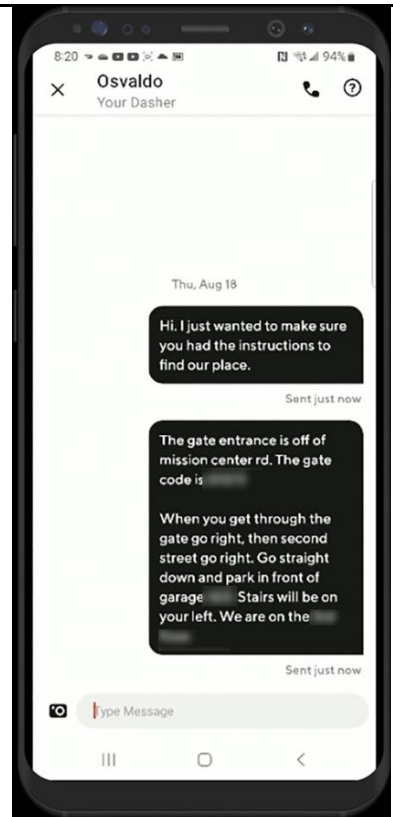 8:20
94%
Osvaldo
Your Dasher
Thu, Aug 18
Hi. I just wanted to make sure
you had the instructions to
find our place.
Sent just now
The gate entrance is off of
mission center rd. The gate
code is
When you get through the
gate go right, then second
street go right. Go straight
down and park in front of
garage Stairs will be on
your left. We are on the
Sent just now
Type Message